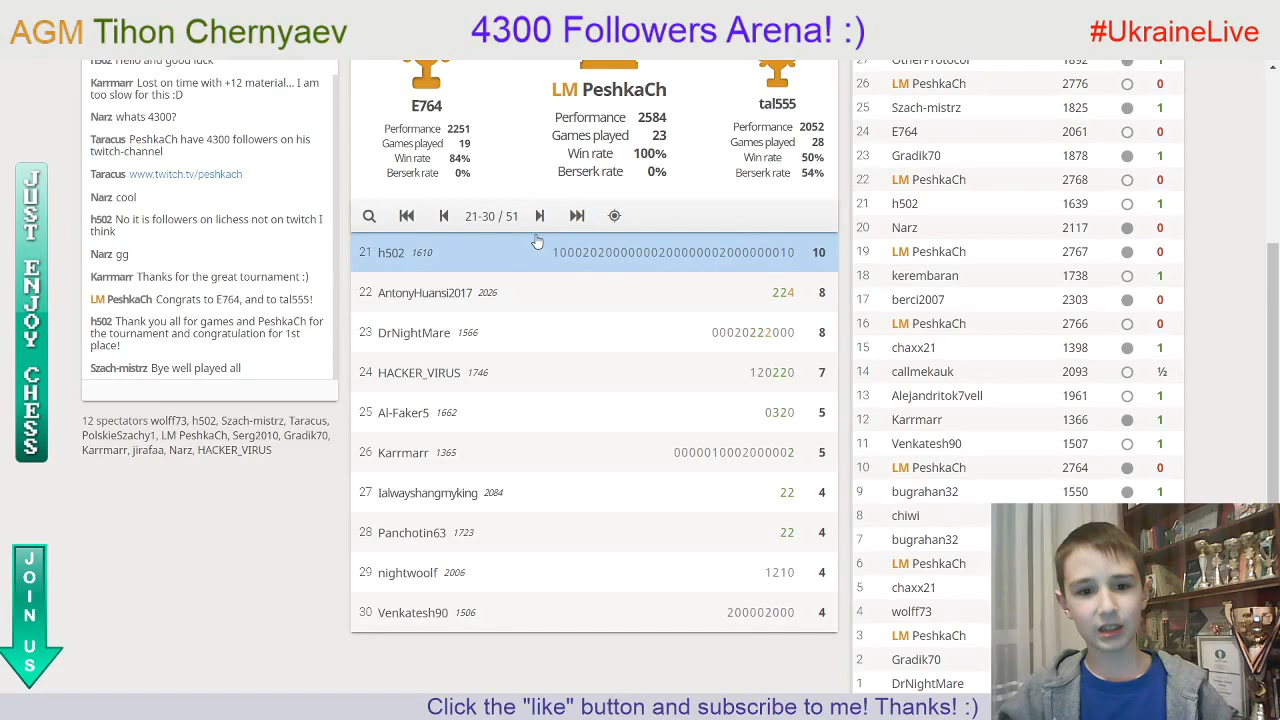 AGM Tihon Chernyaev
4300 Followers Arena! :)
#UkraineLive
JUST ENJOY CHESS
JOIN US
h502 Hello and good luck
Karrmarr Lost on time with +12 material... I am
too slow for this :D
Narz whats 4300?
Taracus PeshkaCh have 4300 followers on his
twitch-channel
Taracus www.twitch.tv/peshkach
Narz cool
h502 No it is followers on lichess not on twitch I
think
Narz gg
Karrmarr Thanks for the great tournament :)
LM PeshkaCh Congrats to E764, and to tal555!
h502 Thank you all for games and PeshkaCh for
the tournament and congratulation for 1st
place!
Szach-mistrz Bye well played all
12 spectators wolff73, h502, Szach-mistrz, Taracus,
PolskieSzachy1, LM PeshkaCh, Serg2010, Gradik70,
Karrmarr, jirafaa, Narz, HACKER_VIRUS
E764
Performance 2251
Games played 19
Win rate 84%
Berserk rate 0%
LM PeshkaCh
Performance 2584
Games played 23
Win rate 100%
Berserk rate 0%
tal555
Performance 2052
Games played 28
Win rate 50%
Berserk rate 54%
21-30 / 51
21 h502 1610 10002020000000200000002000000010 10
22 AntonyHuansi2017 2026 224 8
23 DrNightMare 1566 00020222000 8
24 HACKER_VIRUS 1746 120220 7
25 Al-Faker5 1662 0320 5
26 Karrmarr 1365 0000010002000002 5
27 Ialwayshangmyking 2084 22 4
28 Panchotin63 1723 22 4
29 nightwoolf 2006 1210 4
30 Venkatesh90 1506 200002000 4
27 OtherProtocol 1892 1
26 LM PeshkaCh 2776 0
25 Szach-mistrz 1825 1
24 E764 2061 0
23 Gradik70 1878 1
22 LM PeshkaCh 2768 0
21 h502 1639 1
20 Narz 2117 0
19 LM PeshkaCh 2767 0
18 kerembaran 1738 1
17 berci2007 2303 0
16 LM PeshkaCh 2766 0
15 chaxx21 1398 1
14 callmekauk 2093 ½
13 Alejandritok7vell 1961 1
12 Karrmarr 1366 1
11 Venkatesh90 1507 1
10 LM PeshkaCh 2764 0
9 bugrahan32 1550 1
8 chiwi
7 bugrahan32
6 LM PeshkaCh
5 chaxx21
4 wolff73
3 LM PeshkaCh
2 Gradik70
1 DrNightMare
Click the "like" button and subscribe to me! Thanks! :)